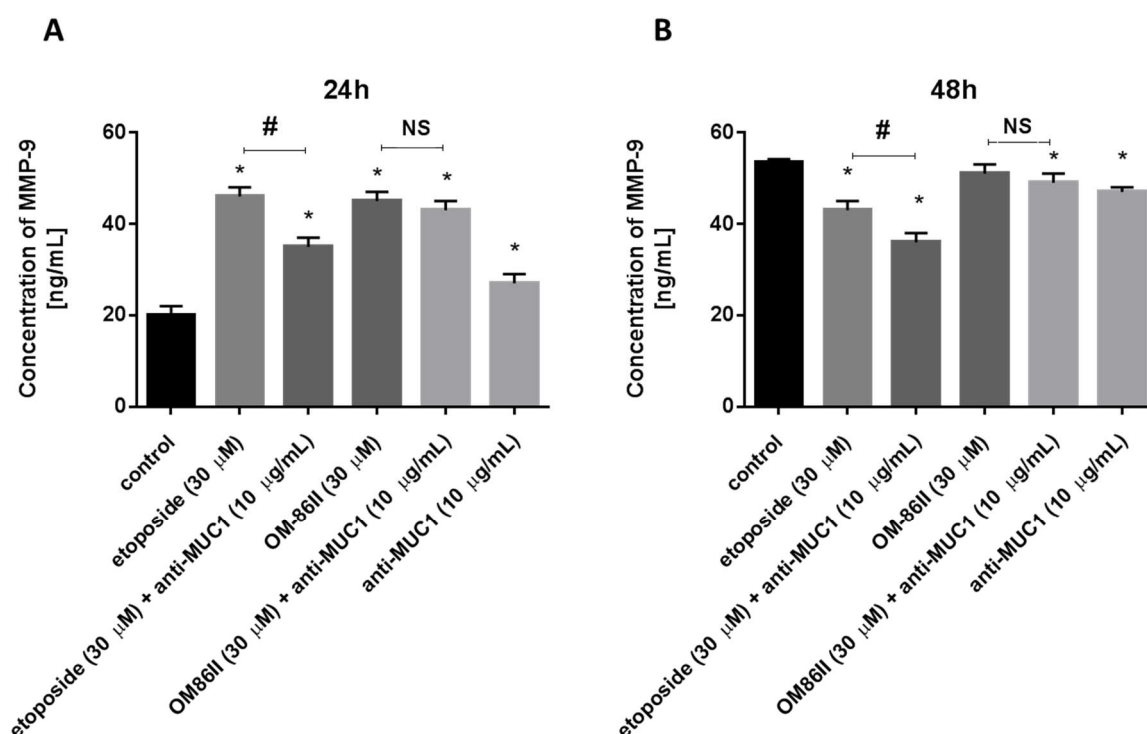 A
24h
Concentration of MMP-9
[ng/mL]
60
40
20
0
#
NS
*
*
*
*
*
control
etoposide (30 μM)
etoposide (30 μM) + anti-MUC1 (10 μg/mL)
OM-86II (30 μM)
OM86II (30 μM) + anti-MUC1 (10 μg/mL)
anti-MUC1 (10 μg/mL)
B
48h
Concentration of MMP-9
[ng/mL]
60
40
20
0
#
NS
*
*
*
*
control
etoposide (30 μM)
etoposide (30 μM) + anti-MUC1 (10 μg/mL)
OM-86II (30 μM)
OM86II (30 μM) + anti-MUC1 (10 μg/mL)
anti-MUC1 (10 μg/mL)